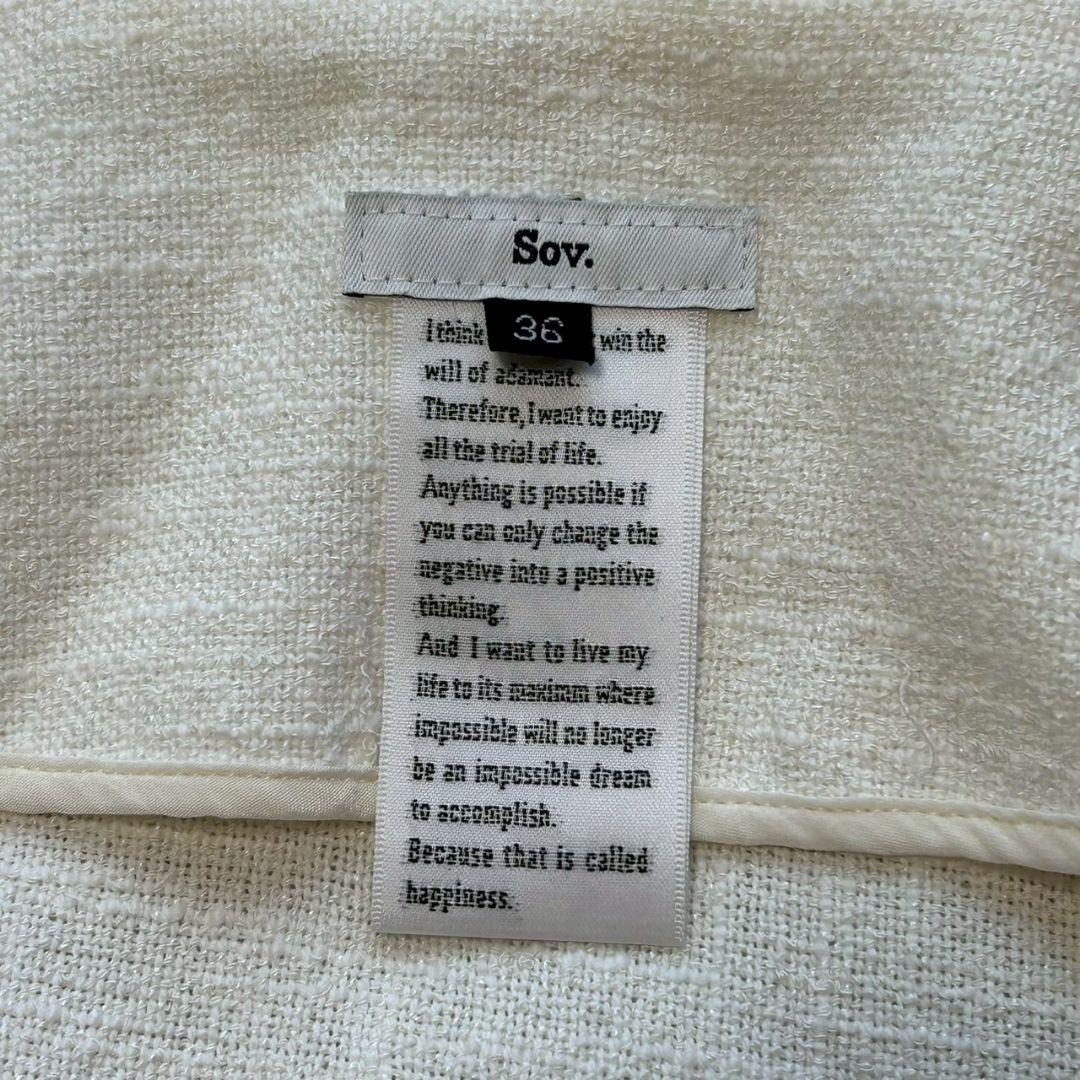 Sov.
36
I think win the
will of adamant.
Therefore, I want to enjoy
all the trial of life.
Anything is possible if
you can only change the
negative into a positive
thinking.
And I want to live my
life to its maximm where
impossible will no longer
be an impossible dream
to accomplish.
Because that is called
happiness.